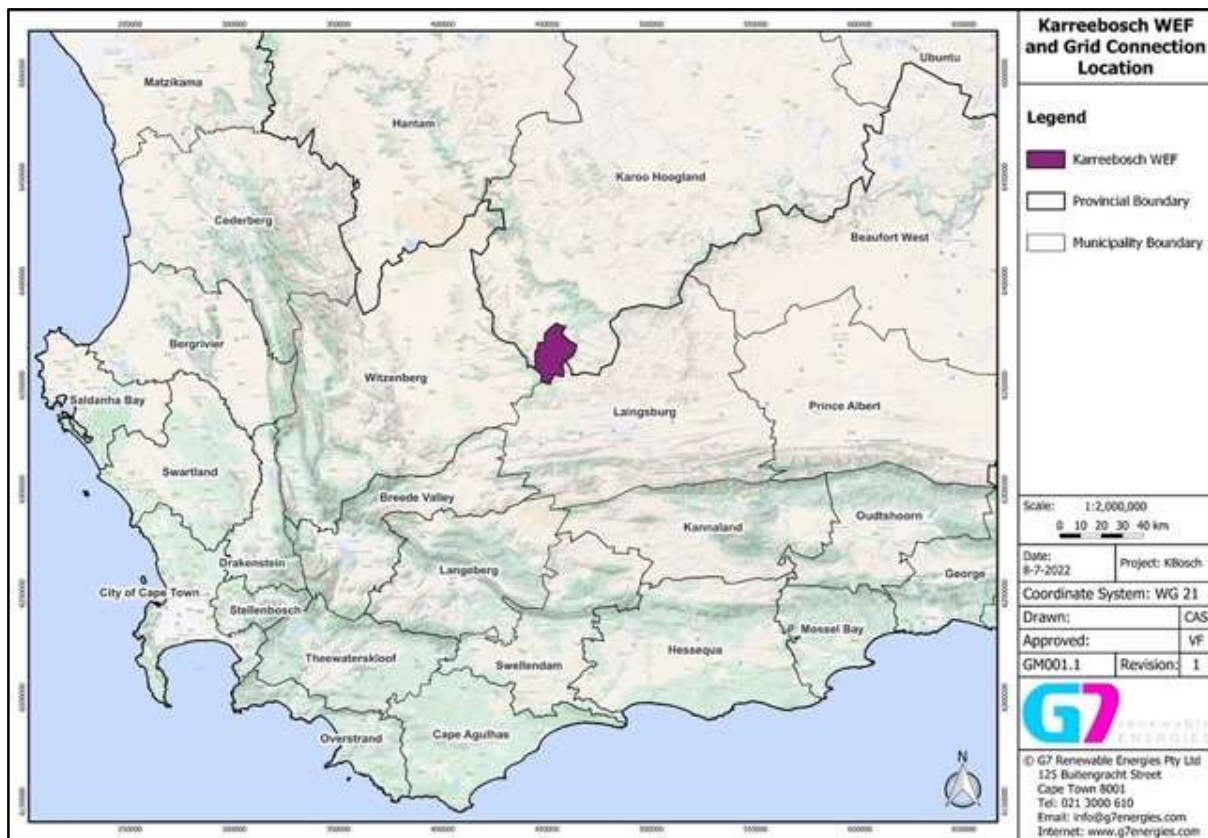 Karreebosch WEF
and Grid Connection
Location
Legend
Karreebosch WEF
Provincial Boundary
Municipality Boundary
Scale: 1:2,000,000
0 10 20 30 40 km
Date:
8-7-2022
Project: KBosch
Coordinate System: WG 21
Drawn: CAS
Approved: VF
GM001.1 Revision: 1
G7
RENEWABLE
ENERGIES
© G7 Renewable Energies Pty Ltd
125 Buitengracht Street
Cape Town 8001
Tel: 021 3000 610
Email: info@g7energies.com
Internet: www.g7energies.com
Matzikama
Hantam
Ubuntu
Karoo Hoogland
Cederberg
Beaufort West
Bergrivier
Witzenberg
Saldanha Bay
Laingsburg
Prince Albert
Swartland
Breede Valley
Kannaland
Oudtshoorn
Drakenstein
Langeberg
George
City of Cape Town
Stellenbosch
Mossel Bay
Theewaterskloof
Swellendam
Hessequa
Overstrand
Cape Agulhas
N